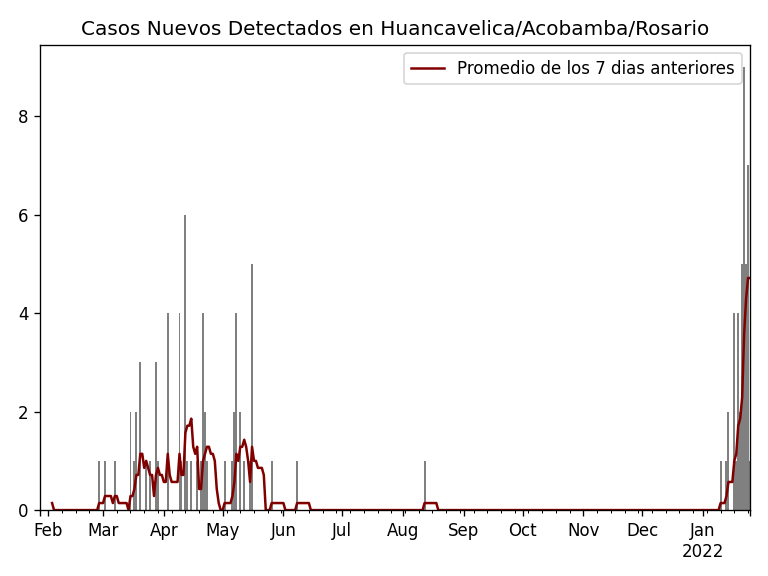 Casos Nuevos Detectados en Huancavelica/Acobamba/Rosario
Promedio de los 7 dias anteriores
8
6
4
2
0
Feb Mar Apr May Jun Jul Aug Sep Oct Nov Dec Jan
2022